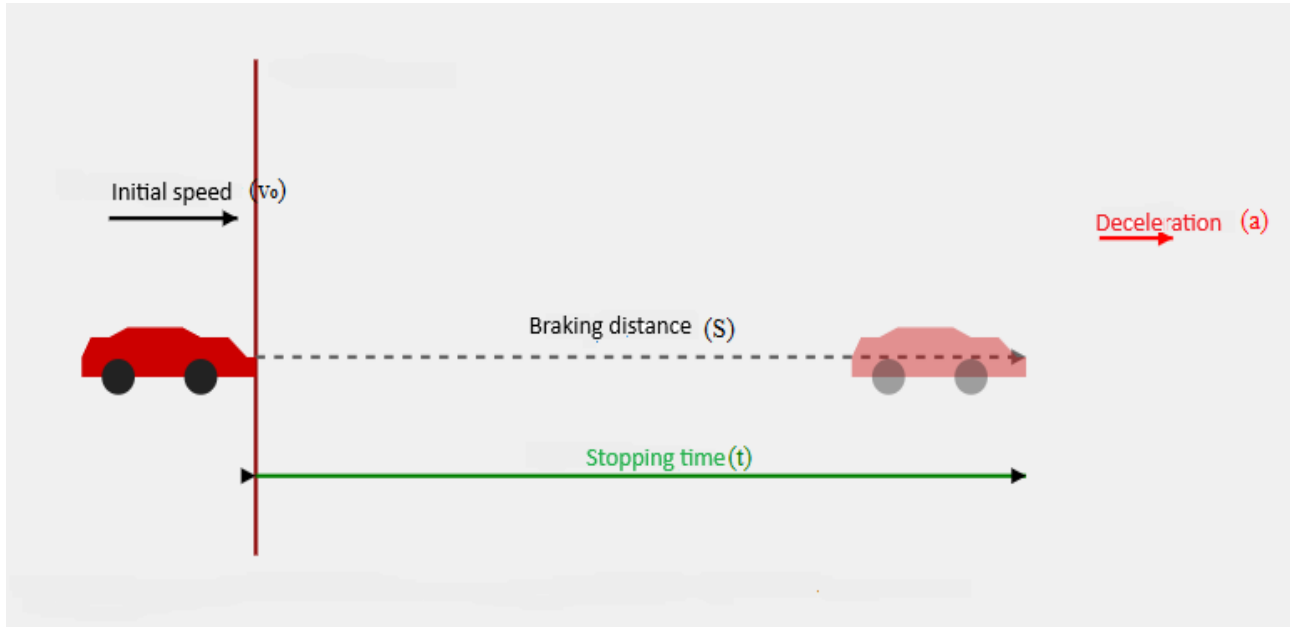 Initial speed (v₀)
Deceleration (a)
Braking distance (S)
Stopping time (t)